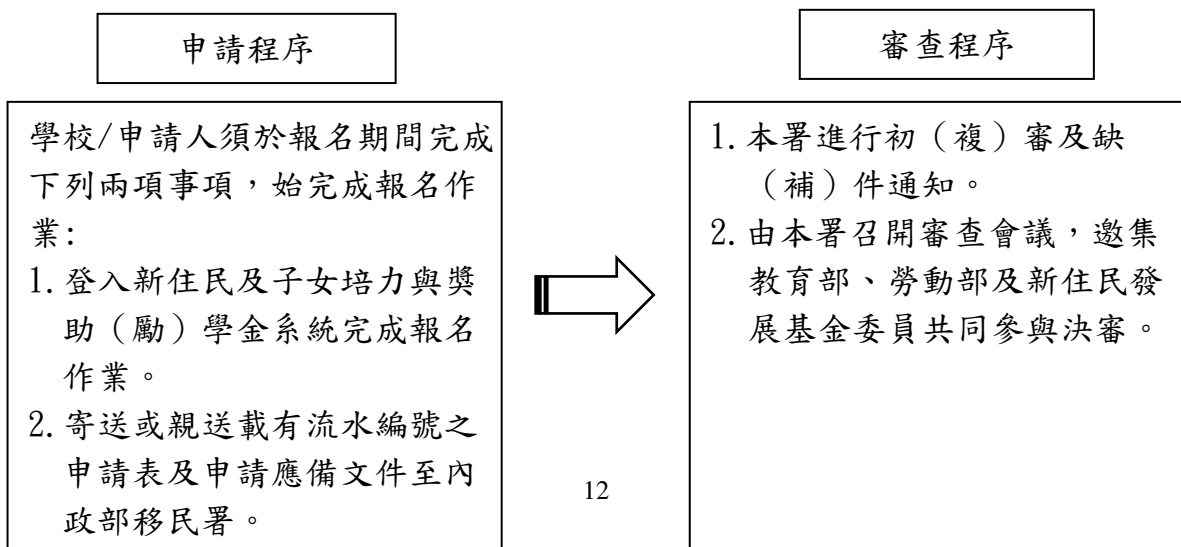 申請程序
學校/申請人須於報名期間完成
下列兩項事項，始完成報名作
業:
1. 登入新住民及子女培力與獎
助（勵）學金系統完成報名
作業。
2. 寄送或親送載有流水編號之
申請表及申請應備文件至內
政部移民署。
審查程序
1. 本署進行初（複）審及缺
（補）件通知。
2. 由本署召開審查會議，邀集
教育部、勞動部及新住民發
展基金委員共同參與決審。
12